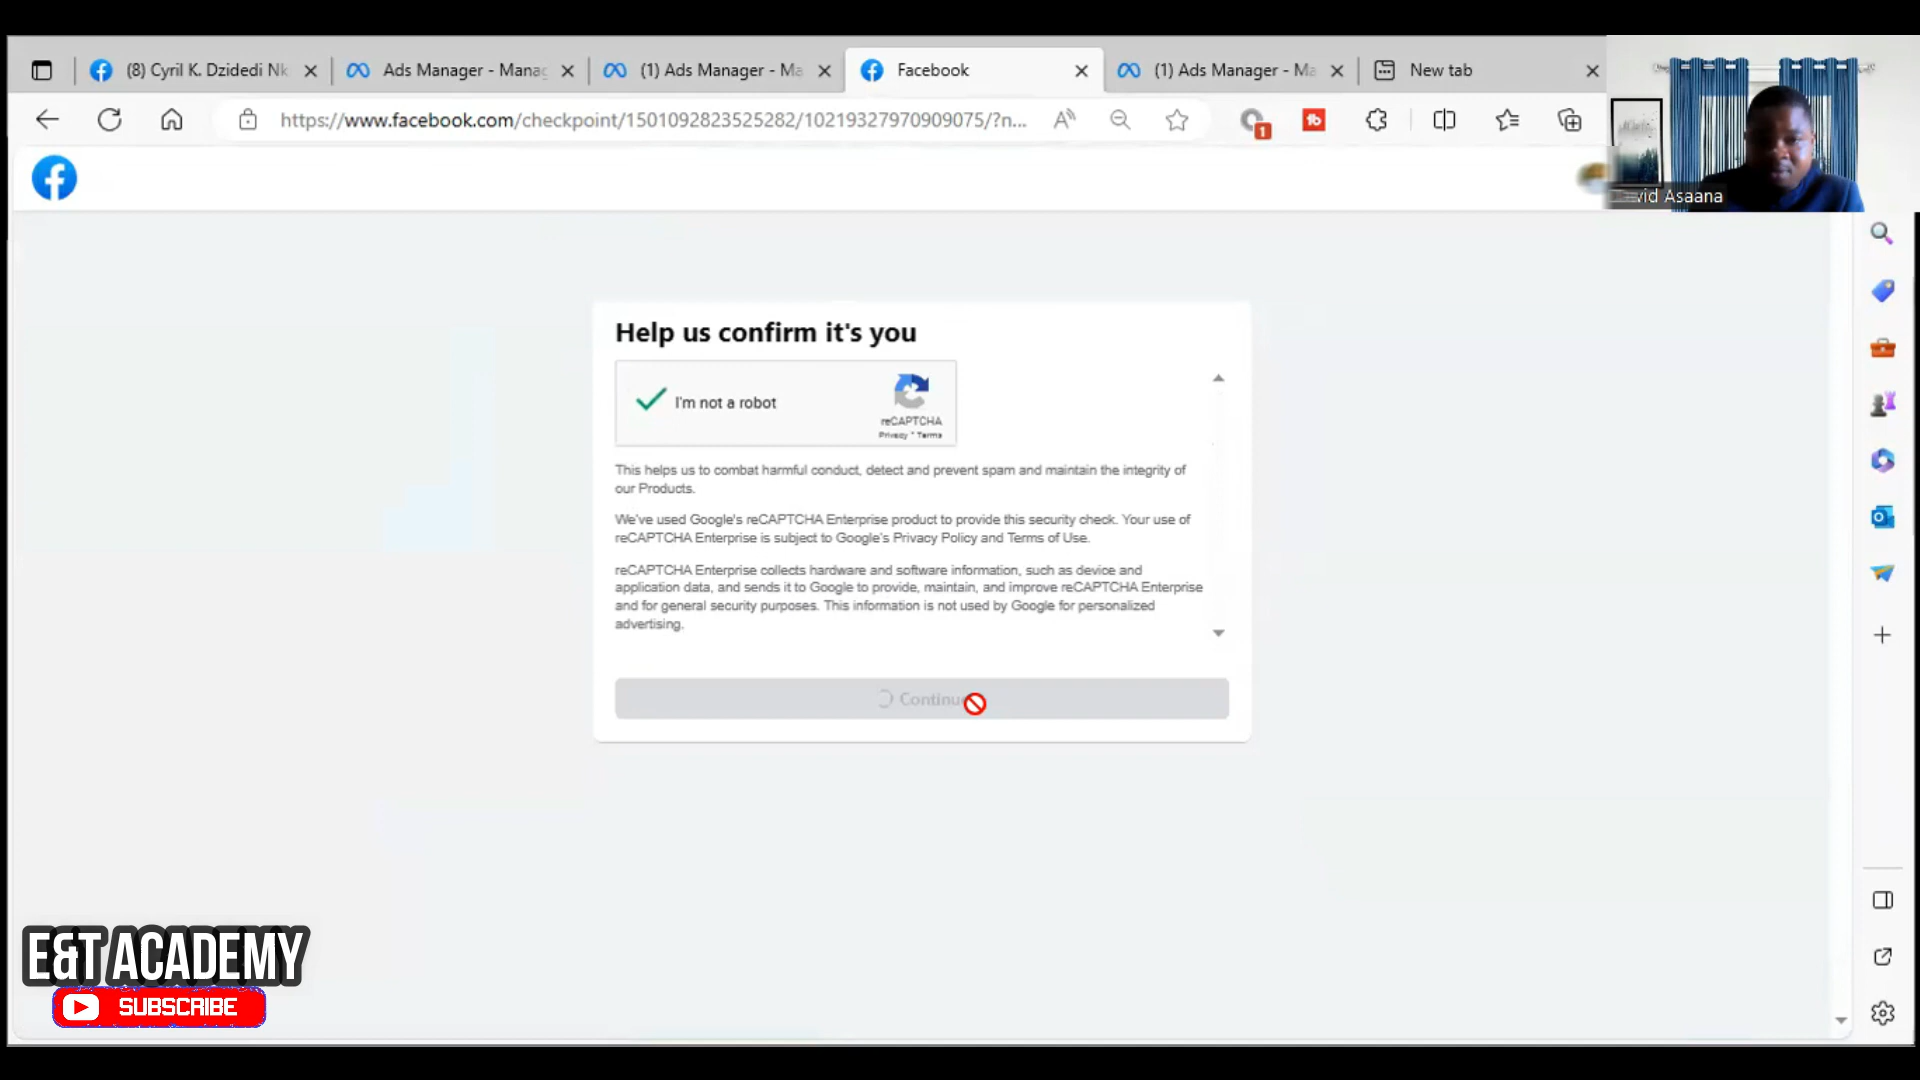 (8) Cyril K. Dzidedi Nk
Ads Manager - Manag
(1) Ads Manager - Ma
Facebook
(1) Ads Manager - Ma
New tab
https://www.facebook.com/checkpoint/1501092823525282/10219327970909075/?n...
1
tb
vid Asaana
Help us confirm it's you
I'm not a robot
reCAPTCHA
Privacy - Terms
This helps us to combat harmful conduct, detect and prevent spam and maintain the integrity of
our Products.
We've used Google's reCAPTCHA Enterprise product to provide this security check. Your use of
reCAPTCHA Enterprise is subject to Google's Privacy Policy and Terms of Use.
reCAPTCHA Enterprise collects hardware and software information, such as device and
application data, and sends it to Google to provide, maintain, and improve reCAPTCHA Enterprise
and for general security purposes. This information is not used by Google for personalized
advertising.
Continue
E&T ACADEMY
SUBSCRIBE